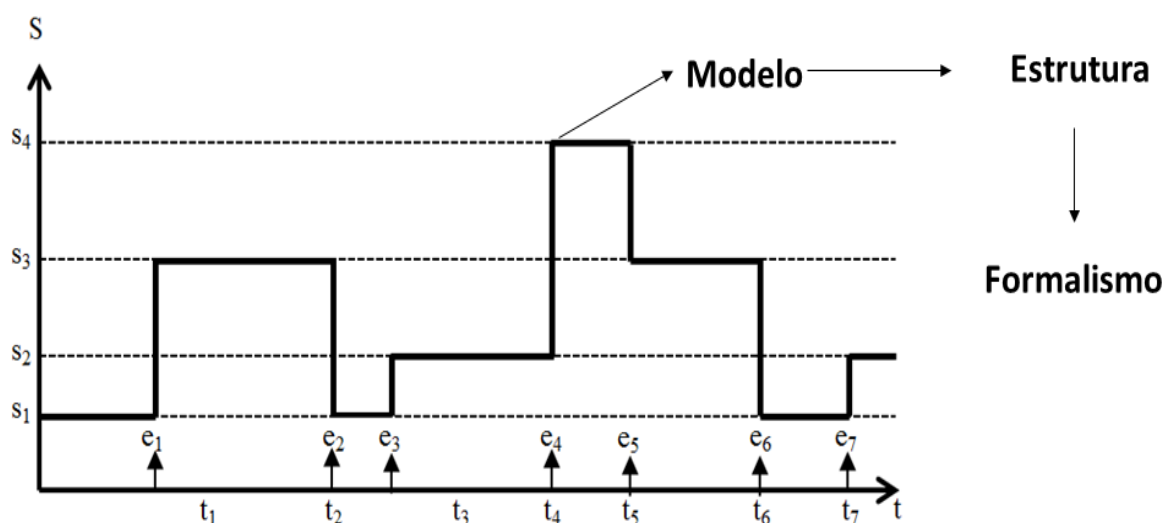 S
Modelo
Estrutura
Formalismo
s₄
s₃
s₂
s₁
e₁ e₂ e₃ e₄ e₅ e₆ e₇
t₁ t₂ t₃ t₄ t₅ t₆ t₇ t